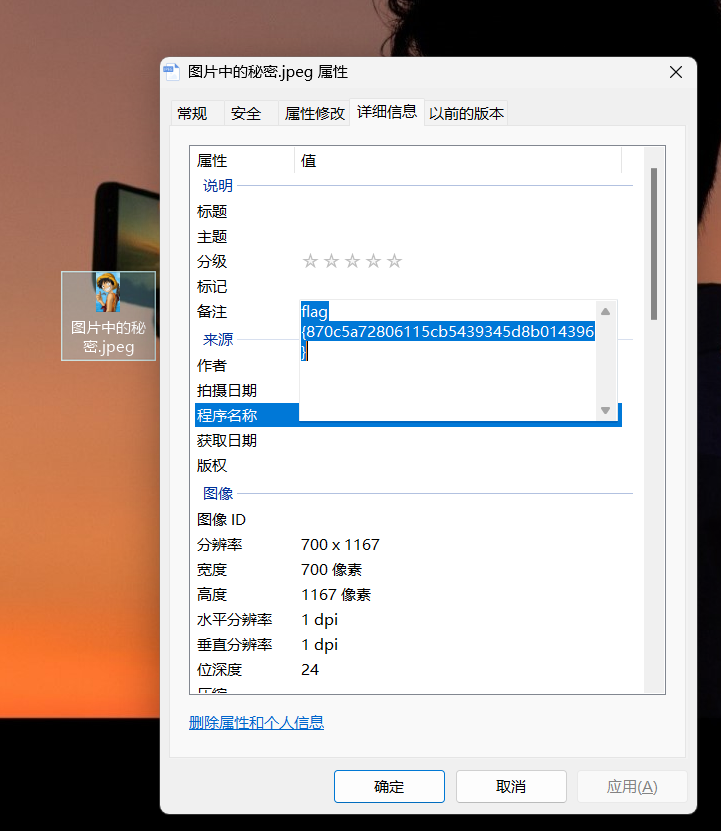 图片中的秘密.jpeg 属性
常规 安全 属性修改 详细信息 以前的版本
属性 值
说明
标题
主题
分级 ☆☆☆☆☆
标记
备注 flag
{870c5a72806115cb5439345d8b014396
}
来源
作者
拍摄日期
程序名称
获取日期
版权
图像
图像 ID
分辨率 700 x 1167
宽度 700 像素
高度 1167 像素
水平分辨率 1 dpi
垂直分辨率 1 dpi
位深度 24
压缩
删除属性和个人信息
确定 取消 应用(A)
图片中的秘
密.jpeg